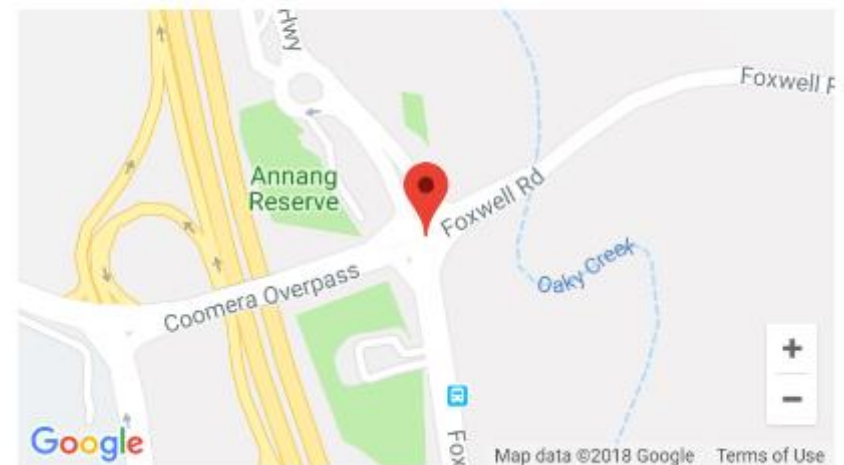 Hwy
Foxwell R
Annang
Reserve
Foxwell Rd
Oaky Creek
Coomera Overpass
+
−
Fox
Google
Map data ©2018 Google
Terms of Use